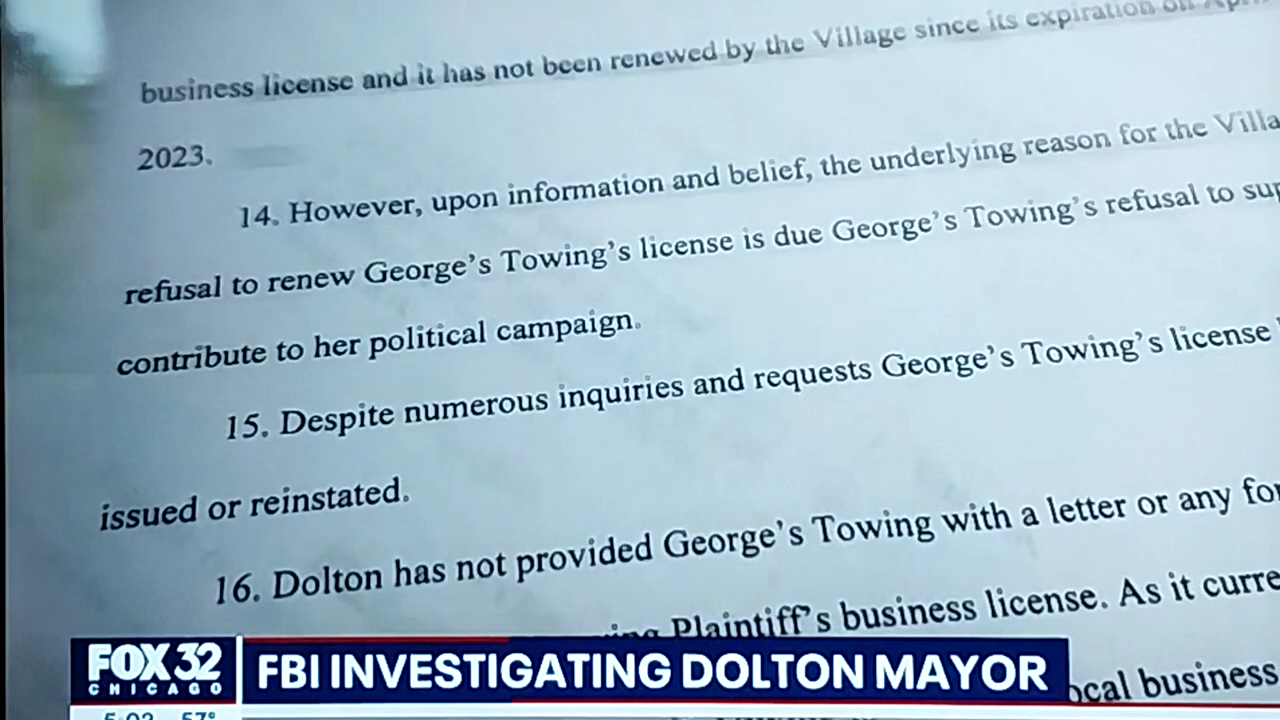 business license and it has not been renewed by the Village since its expiration on
2023.
14. However, upon information and belief, the underlying reason for the
refusal to renew George's Towing's license is due George's Towing's refusal to
contribute to her political campaign.
15. Despite numerous inquiries and requests George's Towing's license
issued or reinstated.
16. Dolton has not provided George's Towing with a letter or any
Plaintiff's business license. As it
business
FOX 32
CHICAGO
FBI INVESTIGATING DOLTON MAYOR